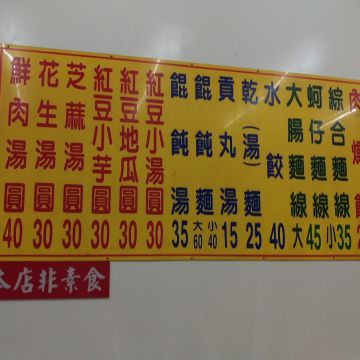 肉
綜合麵線
蚵仔麵線
大腸麵線
大45小35
水餃 40
乾(湯)麵 25
貢丸湯 15
餛飩麵 大60 小40
餛飩湯 35
紅豆小湯圓 30
紅豆地瓜圓 30
紅豆小芋圓 30
芝蔴湯圓 30
花生湯圓 30
鮮肉湯圓 40
本店非素食